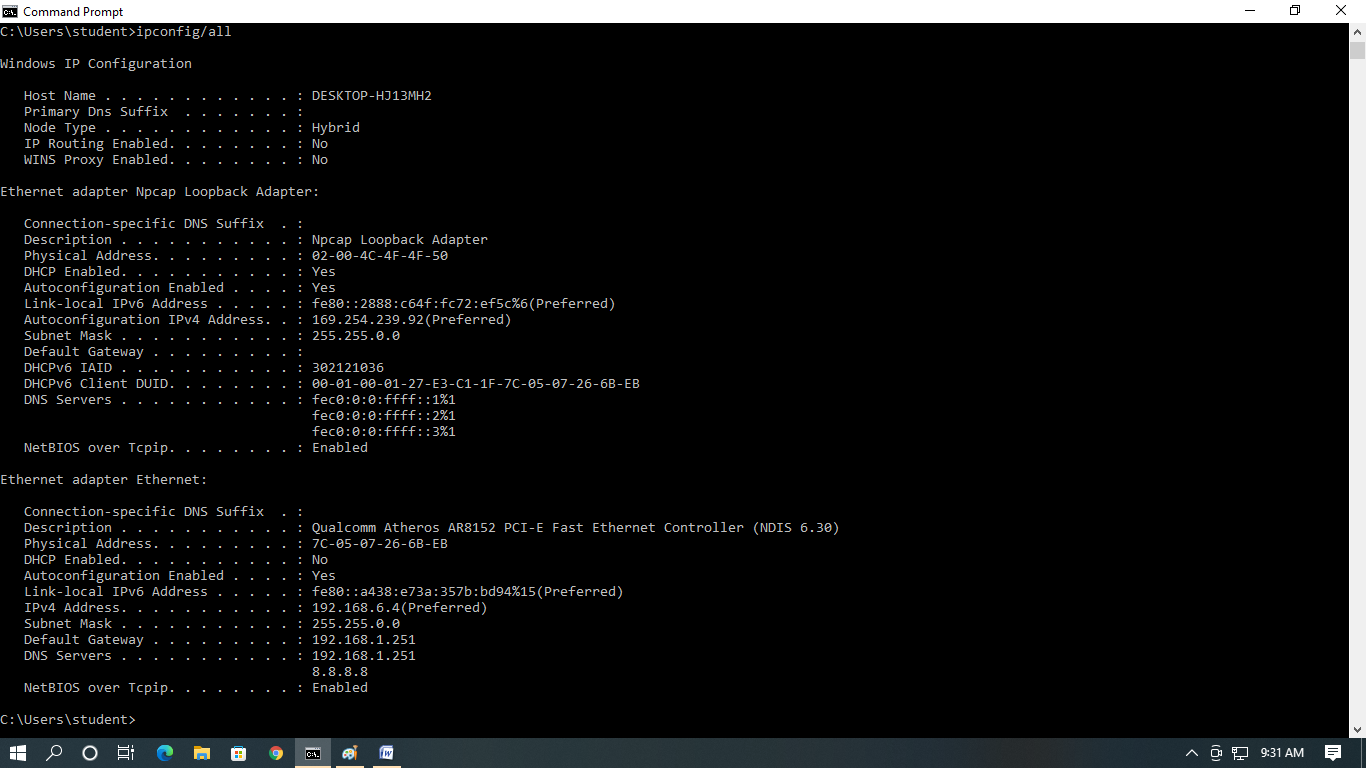 Command Prompt
C:\Users\student>ipconfig/all
Windows IP Configuration
Host Name . . . . . . . . . . . . : DESKTOP-HJ13MH2
Primary Dns Suffix  . . . . . . . :
Node Type . . . . . . . . . . . . : Hybrid
IP Routing Enabled. . . . . . . . : No
WINS Proxy Enabled. . . . . . . . : No
Ethernet adapter Npcap Loopback Adapter:
Connection-specific DNS Suffix  . :
Description . . . . . . . . . . . : Npcap Loopback Adapter
Physical Address. . . . . . . . . : 02-00-4C-4F-4F-50
DHCP Enabled. . . . . . . . . . . : Yes
Autoconfiguration Enabled . . . . : Yes
Link-local IPv6 Address . . . . . : fe80::2888:c64f:fc72:ef5c%6(Preferred)
Autoconfiguration IPv4 Address. . : 169.254.239.92(Preferred)
Subnet Mask . . . . . . . . . . . : 255.255.0.0
Default Gateway . . . . . . . . . :
DHCPv6 IAID . . . . . . . . . . . : 302121036
DHCPv6 Client DUID. . . . . . . . : 00-01-00-01-27-E3-C1-1F-7C-05-07-26-6B-EB
DNS Servers . . . . . . . . . . . : fec0:0:0:ffff::1%1
fec0:0:0:ffff::2%1
fec0:0:0:ffff::3%1
NetBIOS over Tcpip. . . . . . . . : Enabled
Ethernet adapter Ethernet:
Connection-specific DNS Suffix  . :
Description . . . . . . . . . . . : Qualcomm Atheros AR8152 PCI-E Fast Ethernet Controller (NDIS 6.30)
Physical Address. . . . . . . . . : 7C-05-07-26-6B-EB
DHCP Enabled. . . . . . . . . . . : No
Autoconfiguration Enabled . . . . : Yes
Link-local IPv6 Address . . . . . : fe80::a438:e73a:357b:bd94%15(Preferred)
IPv4 Address. . . . . . . . . . . : 192.168.6.4(Preferred)
Subnet Mask . . . . . . . . . . . : 255.255.0.0
Default Gateway . . . . . . . . . : 192.168.1.251
DNS Servers . . . . . . . . . . . : 192.168.1.251
8.8.8.8
NetBIOS over Tcpip. . . . . . . . : Enabled
C:\Users\student>
9:31 AM